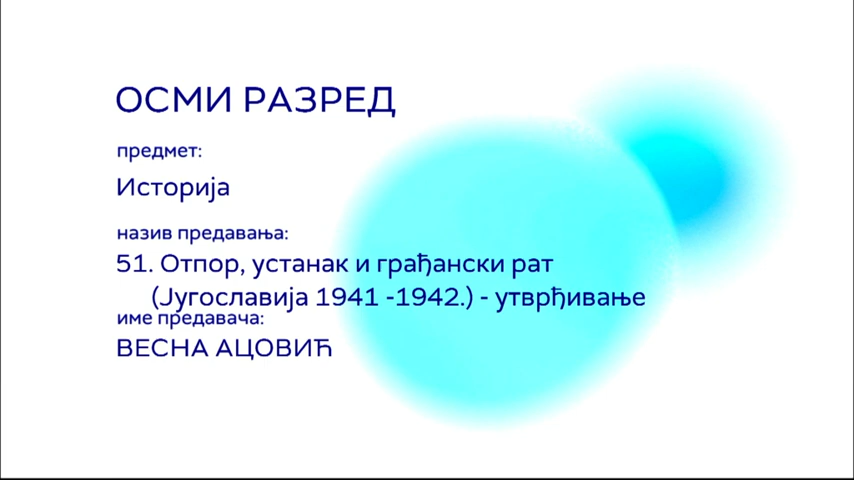 ОСМИ РАЗРЕД
предмет:
Историја
назив предавања:
51. Отпор, устанак и грађански рат
(Југославија 1941 -1942.) - утврђивање
име предавача:
ВЕСНА АЦОВИЋ